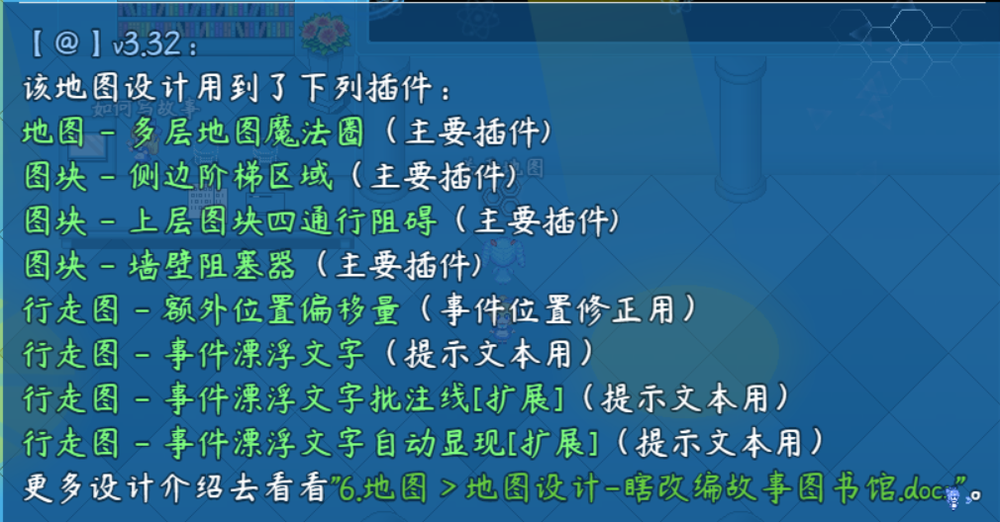 【@】v3.32：
该地图设计用到了下列插件：
如何写故事
地图 - 多层地图魔法圈（主要插件）
图块 - 侧边阶梯区域（主要插件）
图块 - 上层图块四通行阻碍（主要插件）
图块 - 墙壁阻塞器（主要插件）
行走图 - 额外位置偏移量（事件位置修正用）
行走图 - 事件漂浮文字（提示文本用）
行走图 - 事件漂浮文字批注线[扩展]（提示文本用）
行走图 - 事件漂浮文字自动显现[扩展]（提示文本用）
更多设计介绍去看看"6.地图 > 地图设计-瞎改编故事图书馆.docx"。